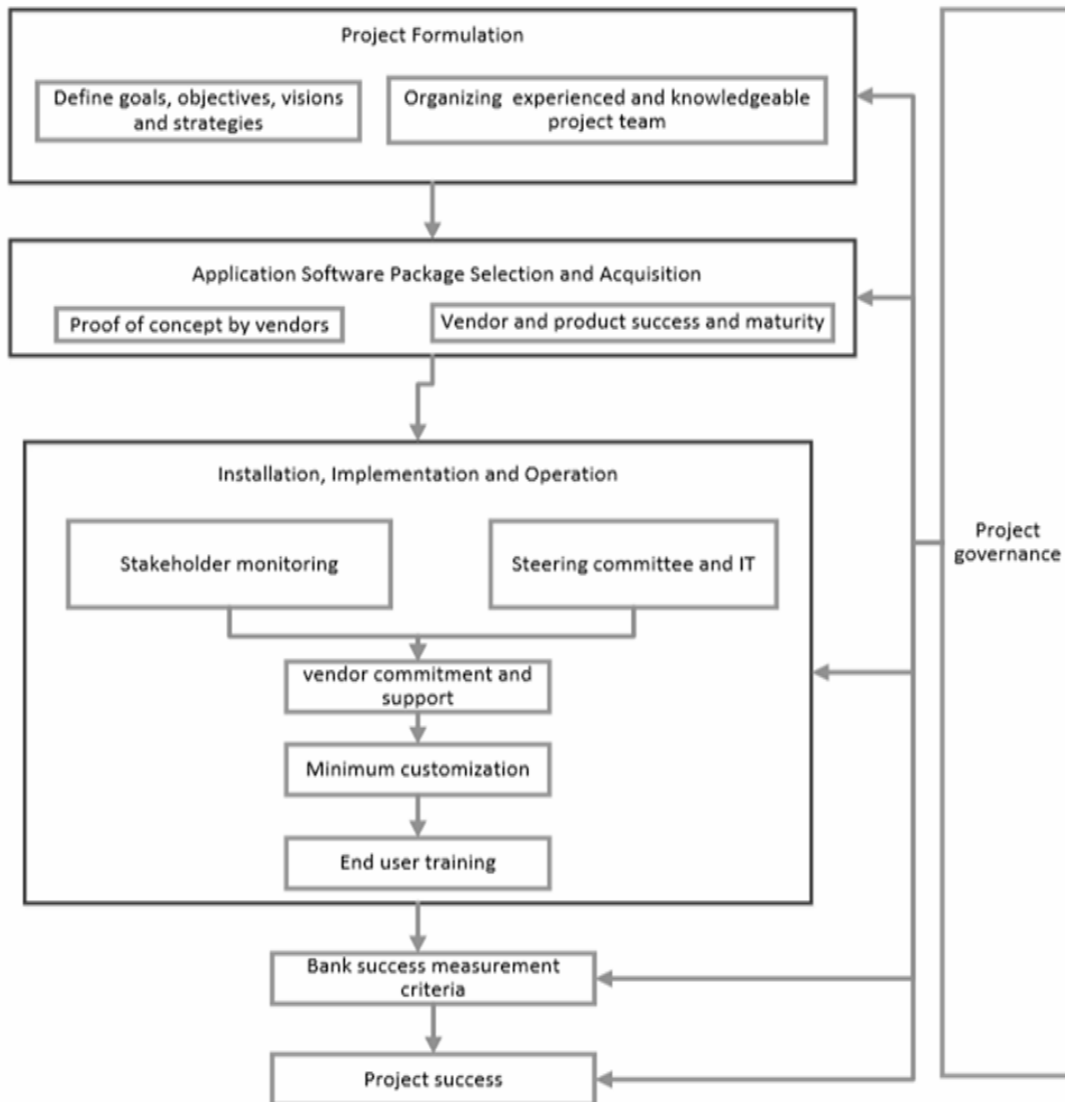 Project Formulation
Define goals, objectives, visions
and strategies
Organizing experienced and knowledgeable
project team
Application Software Package Selection and Acquisition
Proof of concept by vendors
Vendor and product success and maturity
Installation, Implementation and Operation
Stakeholder monitoring
Steering committee and IT
vendor commitment and
support
Minimum customization
End user training
Project
governance
Bank success measurement
criteria
Project success